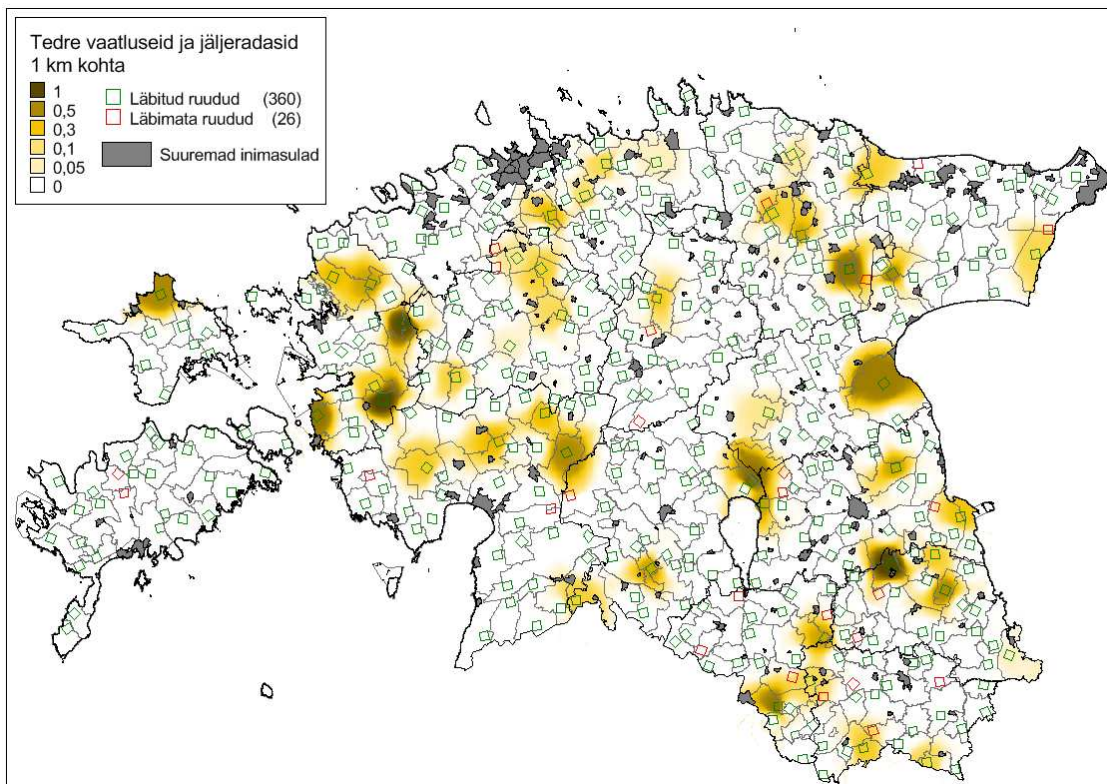 Tedre vaatluseid ja jäljeradasid
1 km kohta
1
0,5
0,3
0,1
0,05
0
Läbitud ruudud (360)
Läbimata ruudud (26)
Suuremad inimasulad